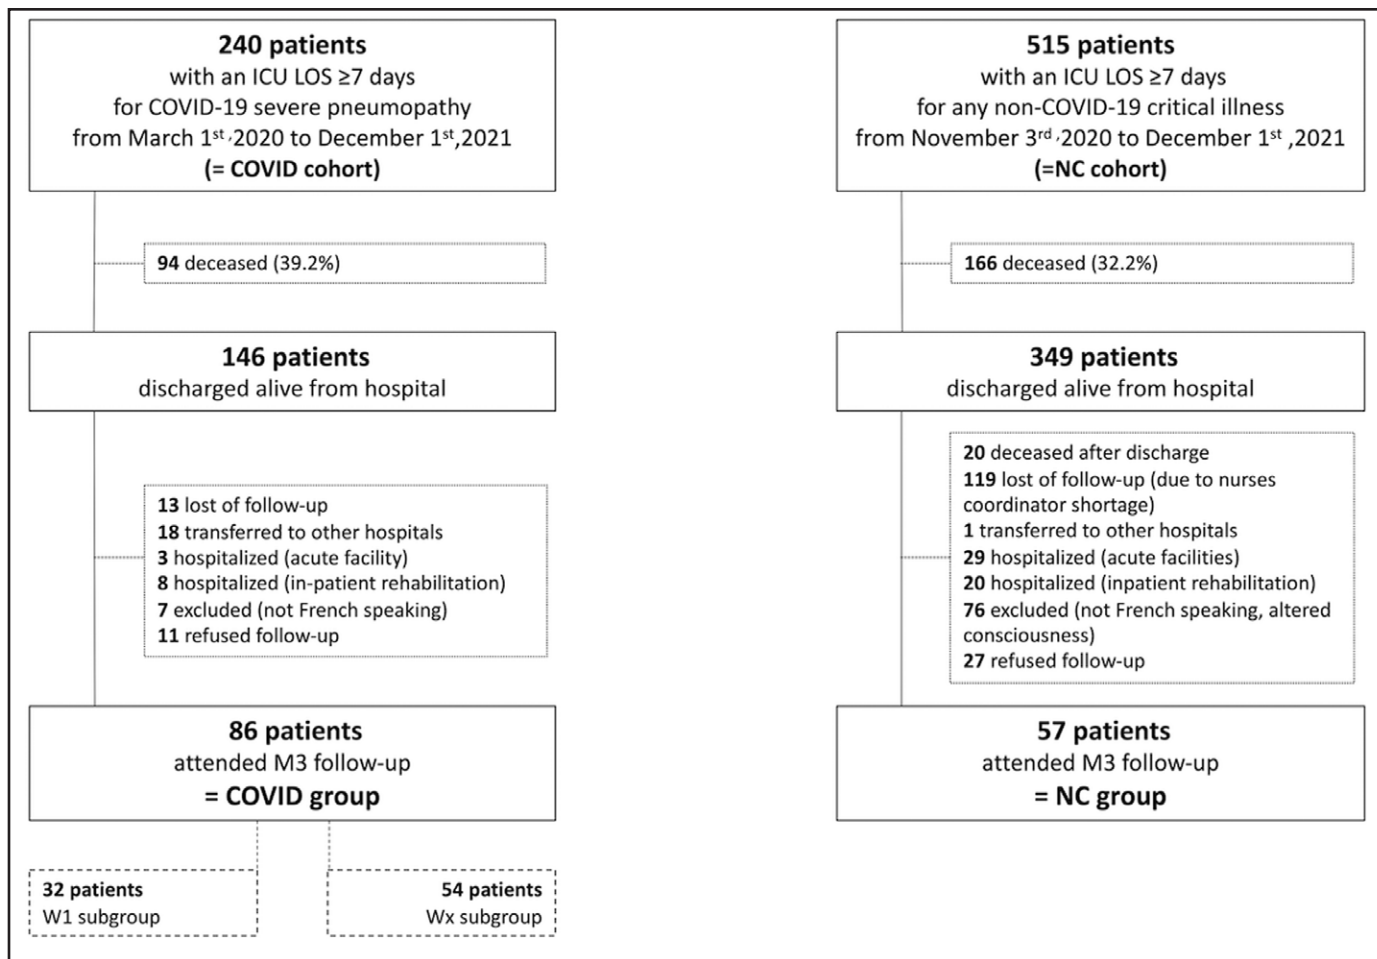 240 patients
with an ICU LOS ≥7 days
for COVID-19 severe pneumopathy
from March 1st,2020 to December 1st,2021
(= COVID cohort)
94 deceased (39.2%)
146 patients
discharged alive from hospital
13 lost of follow-up
18 transferred to other hospitals
3 hospitalized (acute facility)
8 hospitalized (in-patient rehabilitation)
7 excluded (not French speaking)
11 refused follow-up
86 patients
attended M3 follow-up
= COVID group
32 patients
W1 subgroup
54 patients
Wx subgroup
515 patients
with an ICU LOS ≥7 days
for any non-COVID-19 critical illness
from November 3rd,2020 to December 1st ,2021
(=NC cohort)
166 deceased (32.2%)
349 patients
discharged alive from hospital
20 deceased after discharge
119 lost of follow-up (due to nurses
coordinator shortage)
1 transferred to other hospitals
29 hospitalized (acute facilities)
20 hospitalized (inpatient rehabilitation)
76 excluded (not French speaking, altered
consciousness)
27 refused follow-up
57 patients
attended M3 follow-up
= NC group